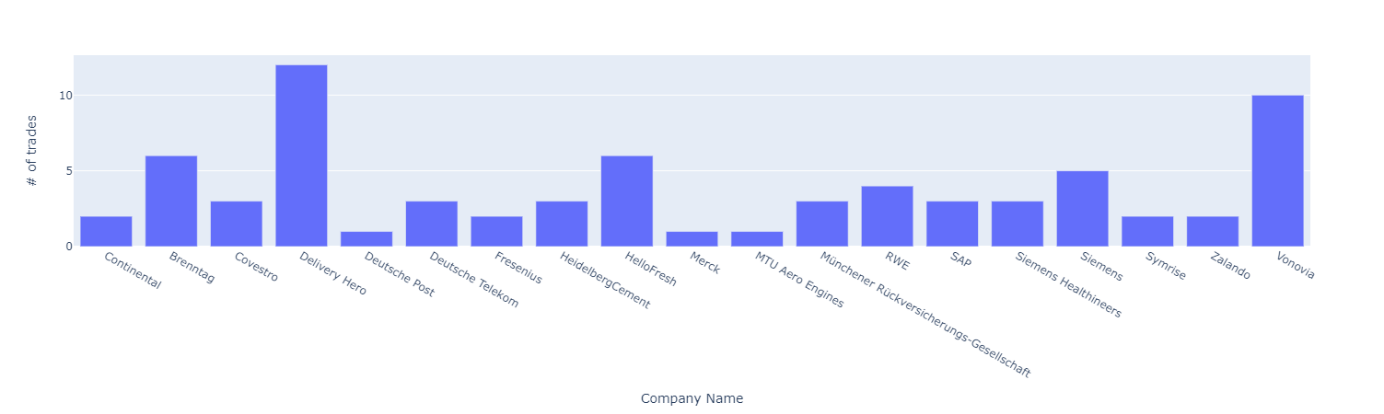 # of trades
10
5
0
Continental
Brenntag
Covestro
Delivery Hero
Deutsche Post
Deutsche Telekom
Fresenius
HeidelbergCement
HelloFresh
Merck
MTU Aero Engines
Münchener Rückversicherungs-Gesellschaft
RWE
SAP
Siemens Healthineers
Siemens
Symrise
Zalando
Vonovia
Company Name